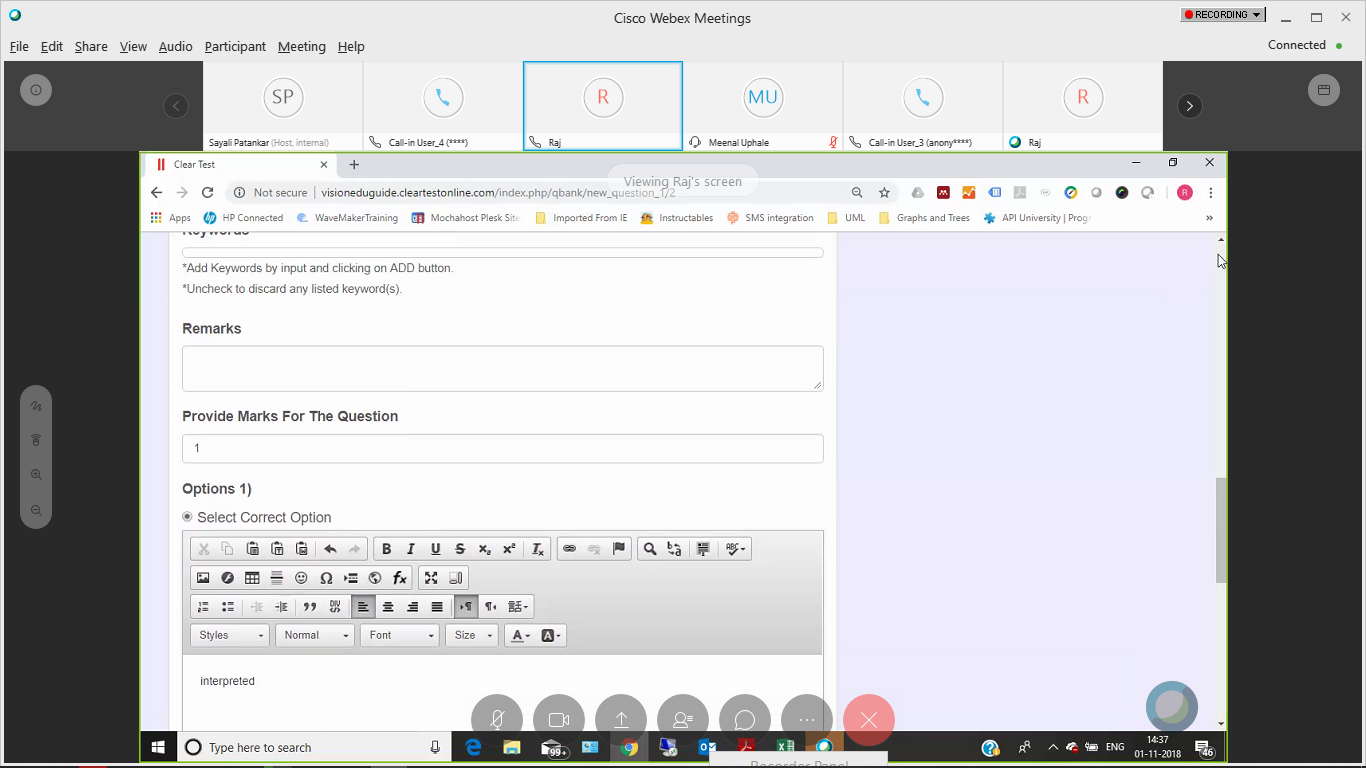 Cisco Webex Meetings
RECORDING
File Edit Share View Audio Participant Meeting Help
Connected
SP R MU R
Sayali Patankar (Host, internal) Call-in User_4 (****) Raj Meenal Uphale Call-in User_3 (anony****) Raj
Clear Test
Viewing Raj's screen
Not secure | visioneduguide.cleartestonline.com/index.php/qbank/new_question_1/2
R
Apps HP Connected WaveMakerTraining Mochahost Plesk Site Imported From IE Instructables SMS integration UML Graphs and Trees API University | Progr
Keywords
*Add Keywords by input and clicking on ADD button.
*Uncheck to discard any listed keyword(s).
Remarks
Provide Marks For The Question
1
Options 1)
Select Correct Option
Styles Normal Font Size
interpreted
Type here to search
99+
ENG
14:37
01-11-2018
46
Recorder Panel